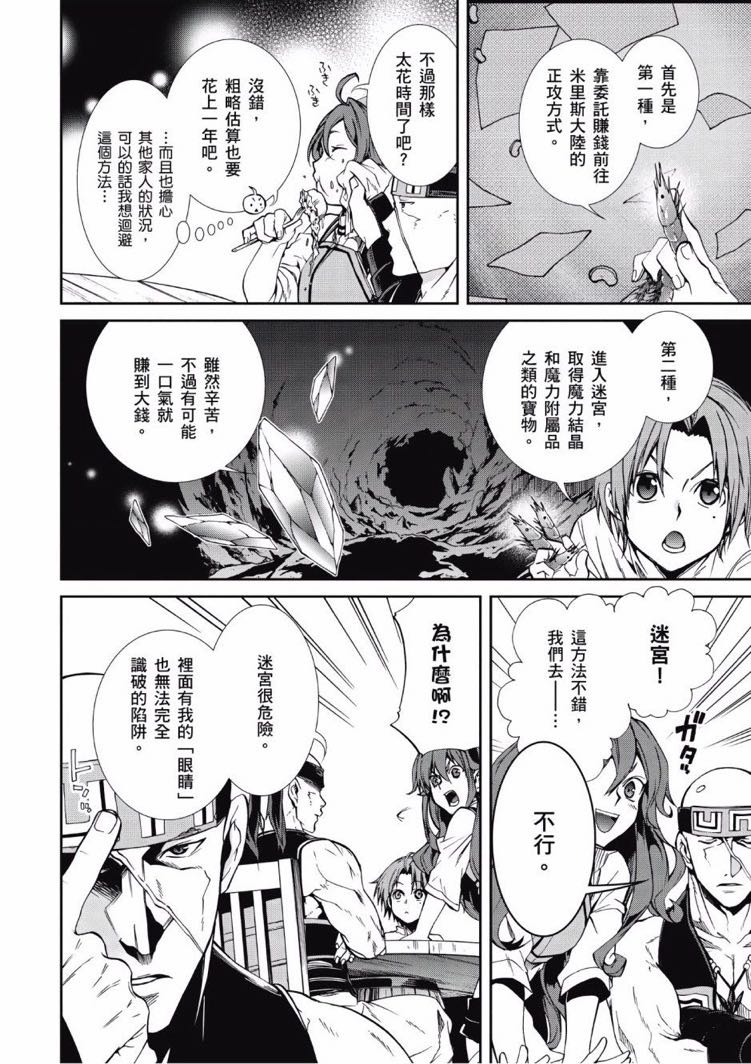 首先是
第一種，
靠委託賺錢前往
米里斯大陸的
正攻方式。
不過那樣
太花時間了吧？
ふき
ふき
沒錯，
粗略估算也要
花上一年吧。
…而且也擔心
其他家人的狀況，
可以的話我想迴避
這個方法…
第二種，
進入迷宮，
取得魔力結晶
和魔力附屬品
之類的寶物。
雖然辛苦，
不過有可能
一口氣就
賺到大錢。
迷宮！
這方法不錯，
我們去——…
ガタッ
不行。
為什麼啊!?
迷宮很危險。
裡面有我的「眼睛」
也無法完全
識破的陷阱。